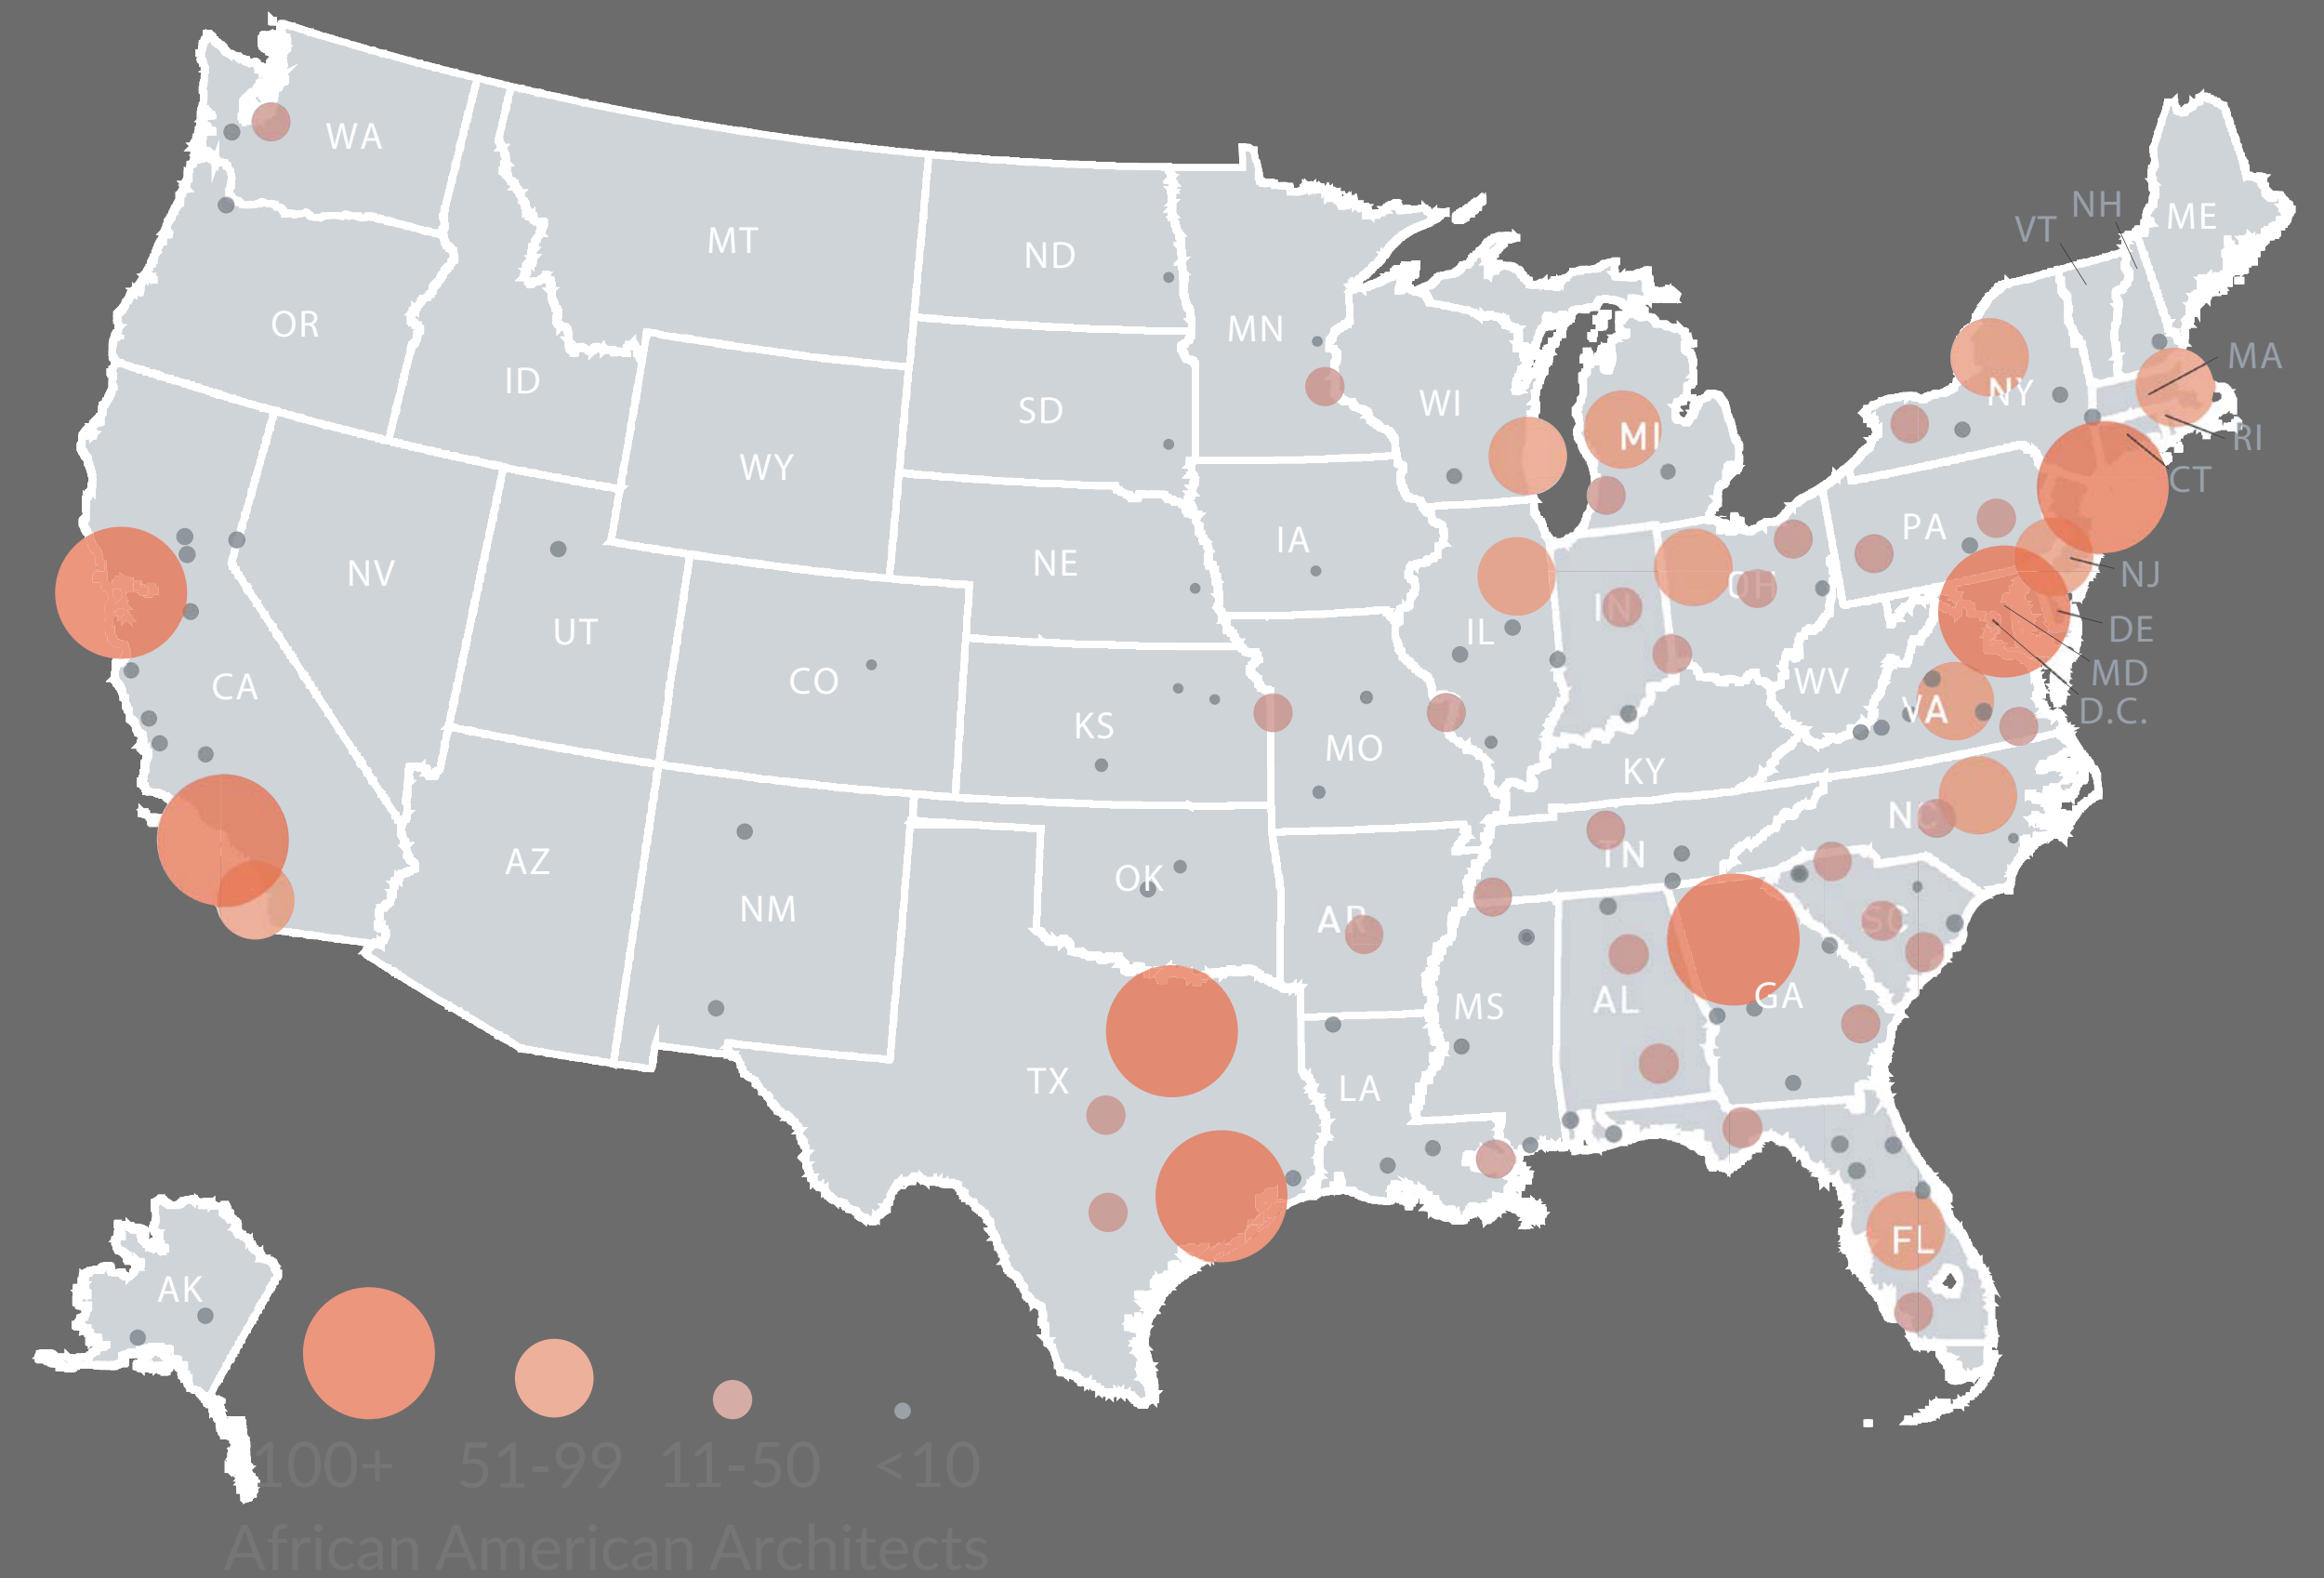 WA
NH
VT
ME
MT
ND
OR
MN
MA
ID
NY
SD
WI
MI
RI
WY
CT
PA
IA
NE
NV
NJ
OH
IN
UT
IL
DE
CO
WV
MD
CA
VA
D.C.
KS
MO
KY
NC
TN
AZ
OK
NM
AR
SC
MS
AL
GA
TX
LA
FL
AK
100+ 51-99 11-50 <10
African American Architects